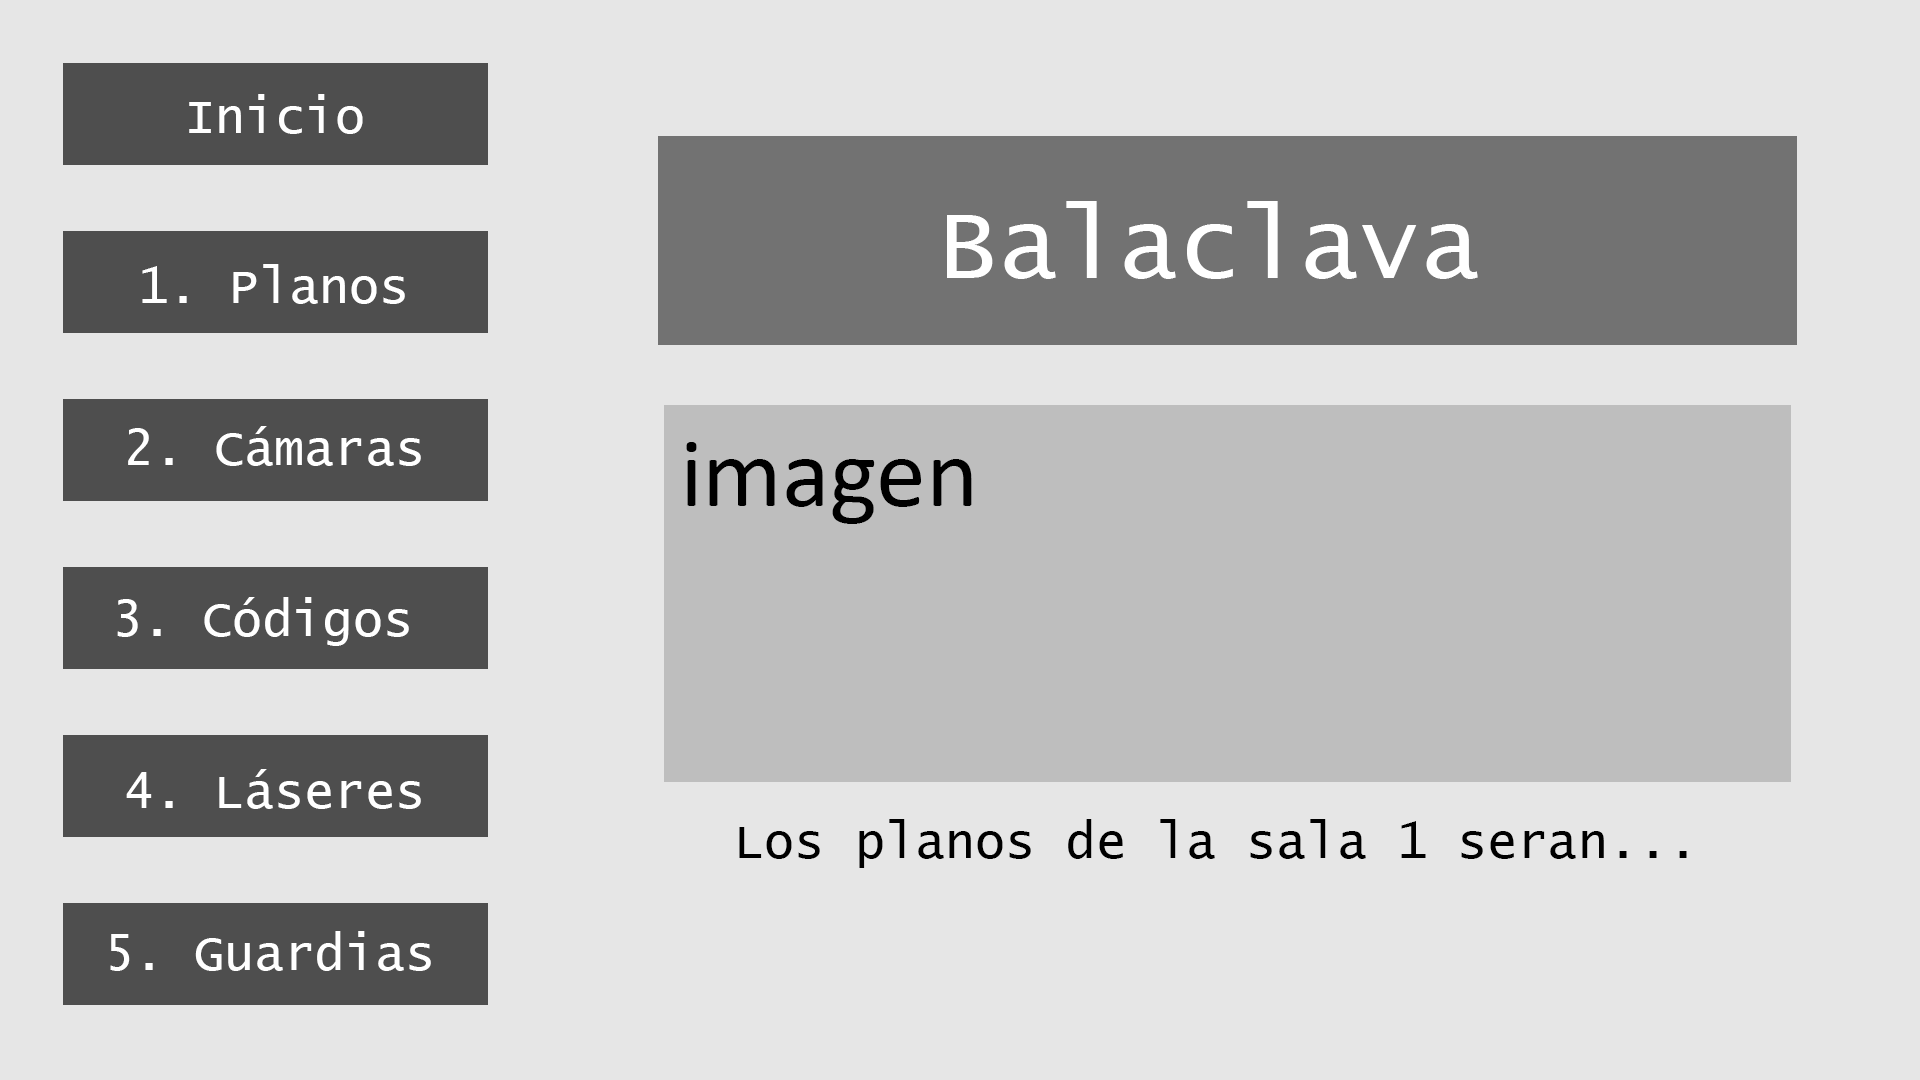 Inicio
1. Planos
2. Cámaras
3. Códigos
4. Láseres
5. Guardias
Balaclava
imagen
Los planos de la sala 1 seran...